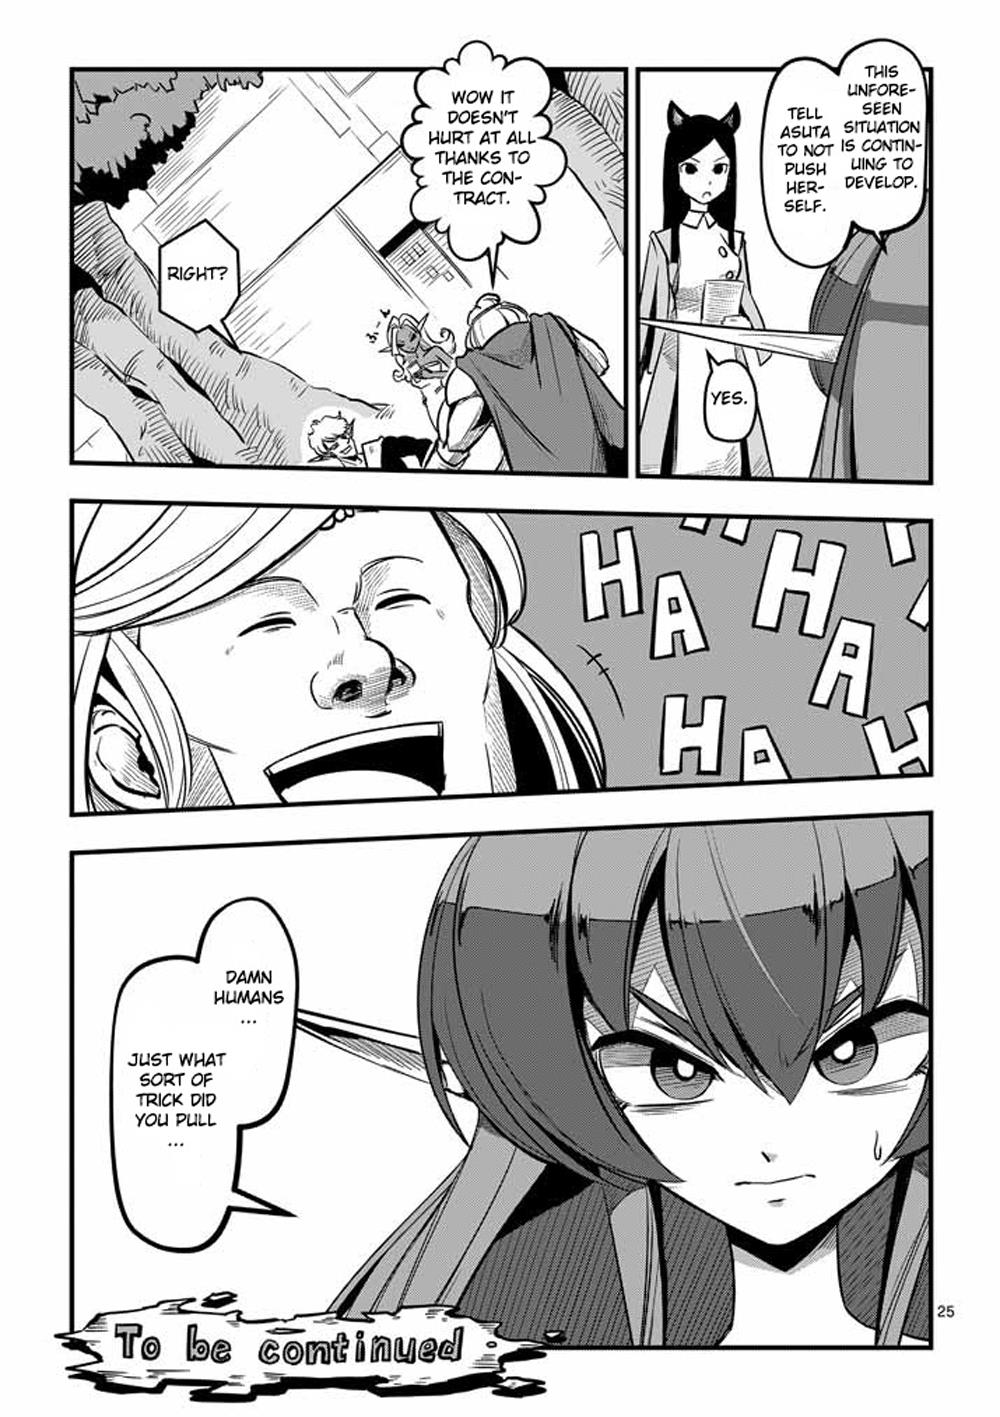 THIS
UNFORE-
SEEN
SITUATION
IS CONTIN-
UING TO
DEVELOP.
TELL
ASUTA
TO NOT
PUSH
HER-
SELF.
YES.
WOW IT
DOESN'T
HURT AT ALL
THANKS TO
THE CON-
TRACT.
RIGHT?
HA HA HA
HA HA H
DAMN
HUMANS
...
JUST WHAT
SORT OF
TRICK DID
YOU PULL
...
25
To be continued